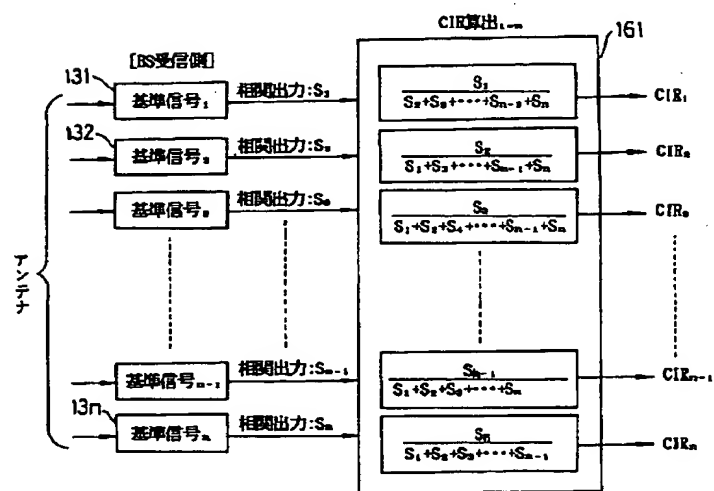 CIR算出₁₋ₙ
161
[BS受信側]
131
基準信号₁
相関出力:S₁
S₁
S₂+S₃+‥‥+Sₙ₋₁+Sₙ
CIR₁
132
基準信号₂
相関出力:S₂
S₂
S₁+S₃+‥‥+Sₙ₋₁+Sₙ
CIR₂
基準信号₃
相関出力:S₃
S₃
S₁+S₂+S₄+‥‥+Sₙ₋₁+Sₙ
CIR₃
アンテナ
基準信号ₙ₋₁
相関出力:Sₙ₋₁
Sₙ₋₁
S₁+S₂+S₃+‥‥+Sₙ
CIRₙ₋₁
13n
基準信号ₙ
相関出力:Sₙ
Sₙ
S₁+S₂+S₃+‥‥+Sₙ₋₁
CIRₙ